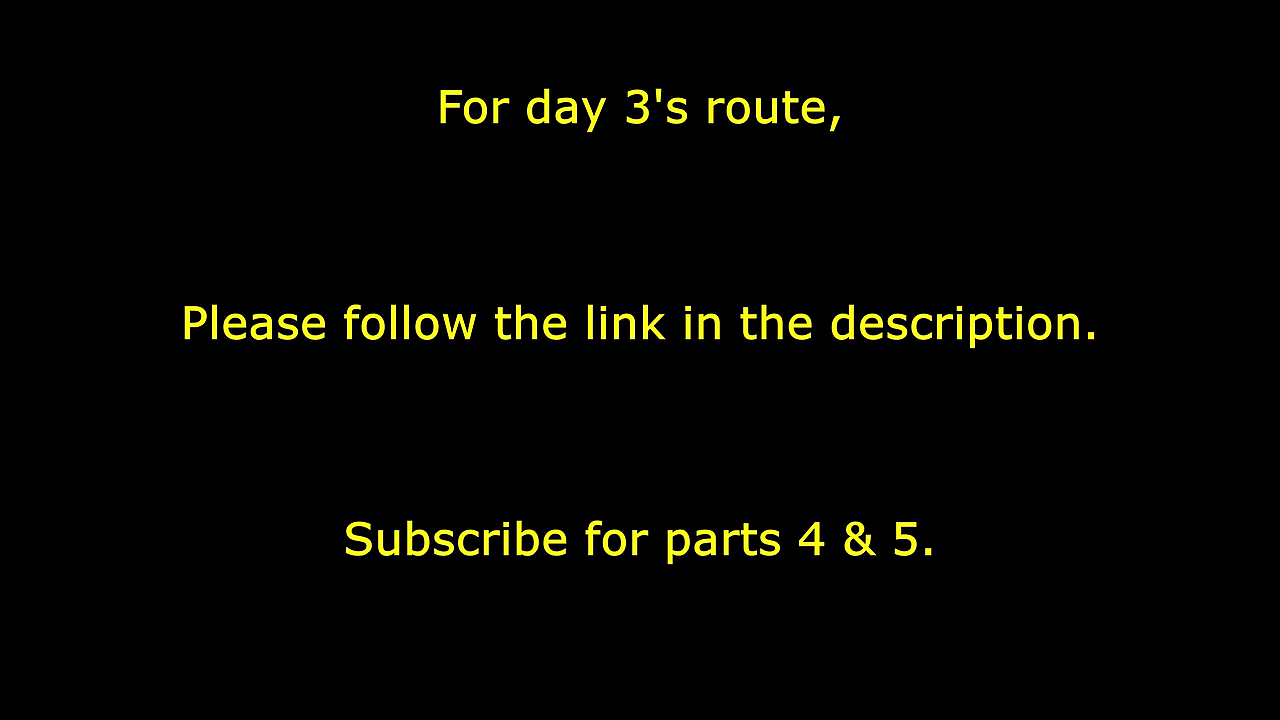 For day 3's route,
Please follow the link in the description.
Subscribe for parts 4 & 5.